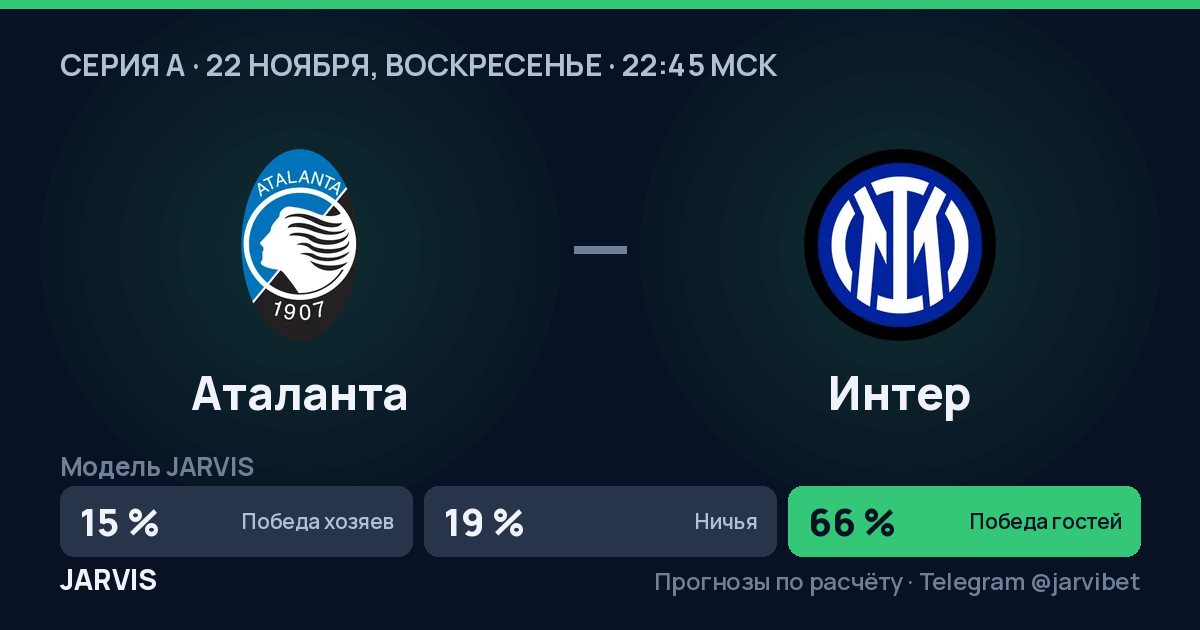 СЕРИЯ А · 22 НОЯБРЯ, ВОСКРЕСЕНЬЕ · 22:45 МСК
ATALANTA
1907
IM
—
Аталанта
Интер
Модель JARVIS
15 % Победа хозяев
19 % Ничья
66 % Победа гостей
JARVIS
Прогнозы по расчёту · Telegram @jarvibet